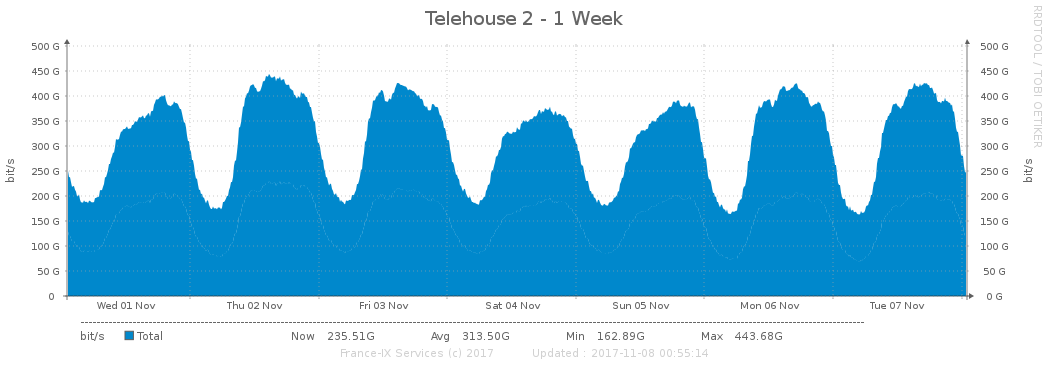 Telehouse 2 - 1 Week
RRDTOOL / TOBI OETIKER
500 G 500 G
450 G 450 G
400 G 400 G
350 G 350 G
300 G 300 G
250 G 250 G
200 G 200 G
150 G 150 G
100 G 100 G
50 G 50 G
0 0 G
bit/s bit/s
Wed 01 Nov Thu 02 Nov Fri 03 Nov Sat 04 Nov Sun 05 Nov Mon 06 Nov Tue 07 Nov
bit/s Total Now 235.51G Avg 313.50G Min 162.89G Max 443.68G
France-IX Services (c) 2017 Updated : 2017-11-08 00:55:14